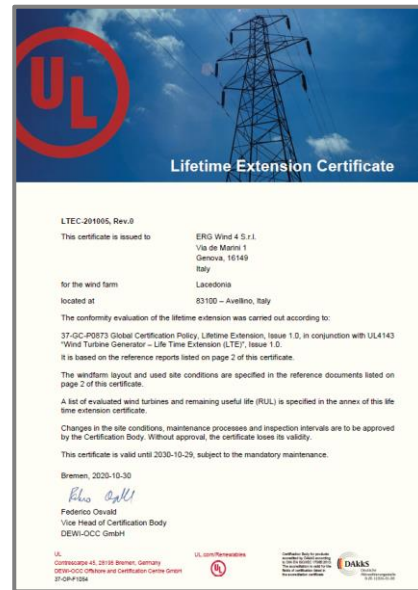 UL
Lifetime Extension Certificate
LTEC-201005, Rev.0
This certificate is issued to
ERG Wind 4 S.r.l.
Via de Marini 1
Genova, 16149
Italy
for the wind farm
Lacedonia
located at
83100 – Avellino, Italy
The conformity evaluation of the lifetime extension was carried out according to:
37-GC-P0873 Global Certification Policy, Lifetime Extension, Issue 1.0, in conjunction with UL4143
"Wind Turbine Generator – Life Time Extension (LTE)", Issue 1.0.
It is based on the reference reports listed on page 2 of this certificate.
The windfarm layout and used site conditions are specified in the reference documents listed on
page 2 of this certificate.
A list of evaluated wind turbines and remaining useful life (RUL) is specified in the annex of this life
time extension certificate.
Changes in the site conditions, maintenance processes and inspection intervals are to be approved
by the Certification Body. Without approval, the certificate loses its validity.
This certificate is valid until 2030-10-29, subject to the mandatory maintenance.
Bremen, 2020-10-30
Federico Osvald
Vice Head of Certification Body
DEWI-OCC GmbH
UL
Contrescarpe 45, 28195 Bremen, Germany
DEWI-OCC Offshore and Certification Centre GmbH
37-OP-F1254
UL.com/Renewables
UL
Certification Body for products
accredited by DAkkS according
DAkkS